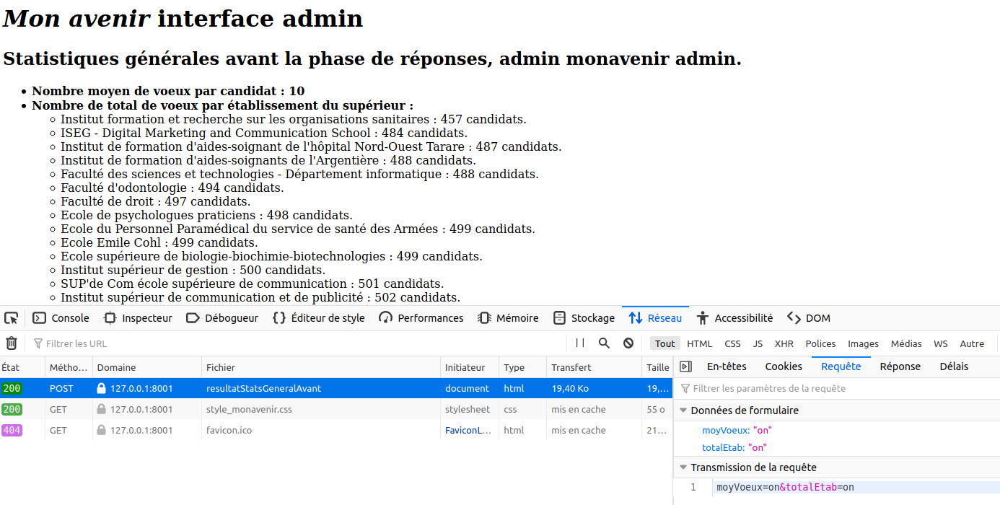 Mon avenir interface admin
Statistiques générales avant la phase de réponses, admin monavenir admin.
Nombre moyen de voeux par candidat : 10
Nombre de total de voeux par établissement du supérieur :
Institut formation et recherche sur les organisations sanitaires : 457 candidats.
ISEG - Digital Marketing and Communication School : 484 candidats.
Institut de formation d'aides-soignant de l'hôpital Nord-Ouest Tarare : 487 candidats.
Institut de formation d'aides-soignants de l'Argentière : 488 candidats.
Faculté des sciences et technologies - Département informatique : 488 candidats.
Faculté d'odontologie : 494 candidats.
Faculté de droit : 497 candidats.
Ecole de psychologues praticiens : 498 candidats.
Ecole du Personnel Paramédical du service de santé des Armées : 499 candidats.
Ecole Emile Cohl : 499 candidats.
Ecole supérieure de biologie-biochimie-biotechnologies : 499 candidats.
Institut supérieur de gestion : 500 candidats.
SUP'de Com école supérieure de communication : 501 candidats.
Institut supérieur de communication et de publicité : 502 candidats.
Console Inspecteur Débogueur Éditeur de style Performances Mémoire Stockage Réseau Accessibilité DOM
Filtrer les URL Tout HTML CSS JS XHR Polices Images Médias WS Autre
État Métho... Domaine Fichier Initiateur Type Transfert Taille En-têtes Cookies Requête Réponse Délais
200 POST 127.0.0.1:8001 resultatStatsGeneralAvant document html 19,40 Ko 19,... Filtrer les paramètres de la requête
200 GET 127.0.0.1:8001 style_monavenir.css stylesheet css mis en cache 55 o Données de formulaire
404 GET 127.0.0.1:8001 favicon.ico FaviconL... html mis en cache 21... moyVoeux: "on"
totalEtab: "on"
Transmission de la requête
1 moyVoeux=on&totalEtab=on